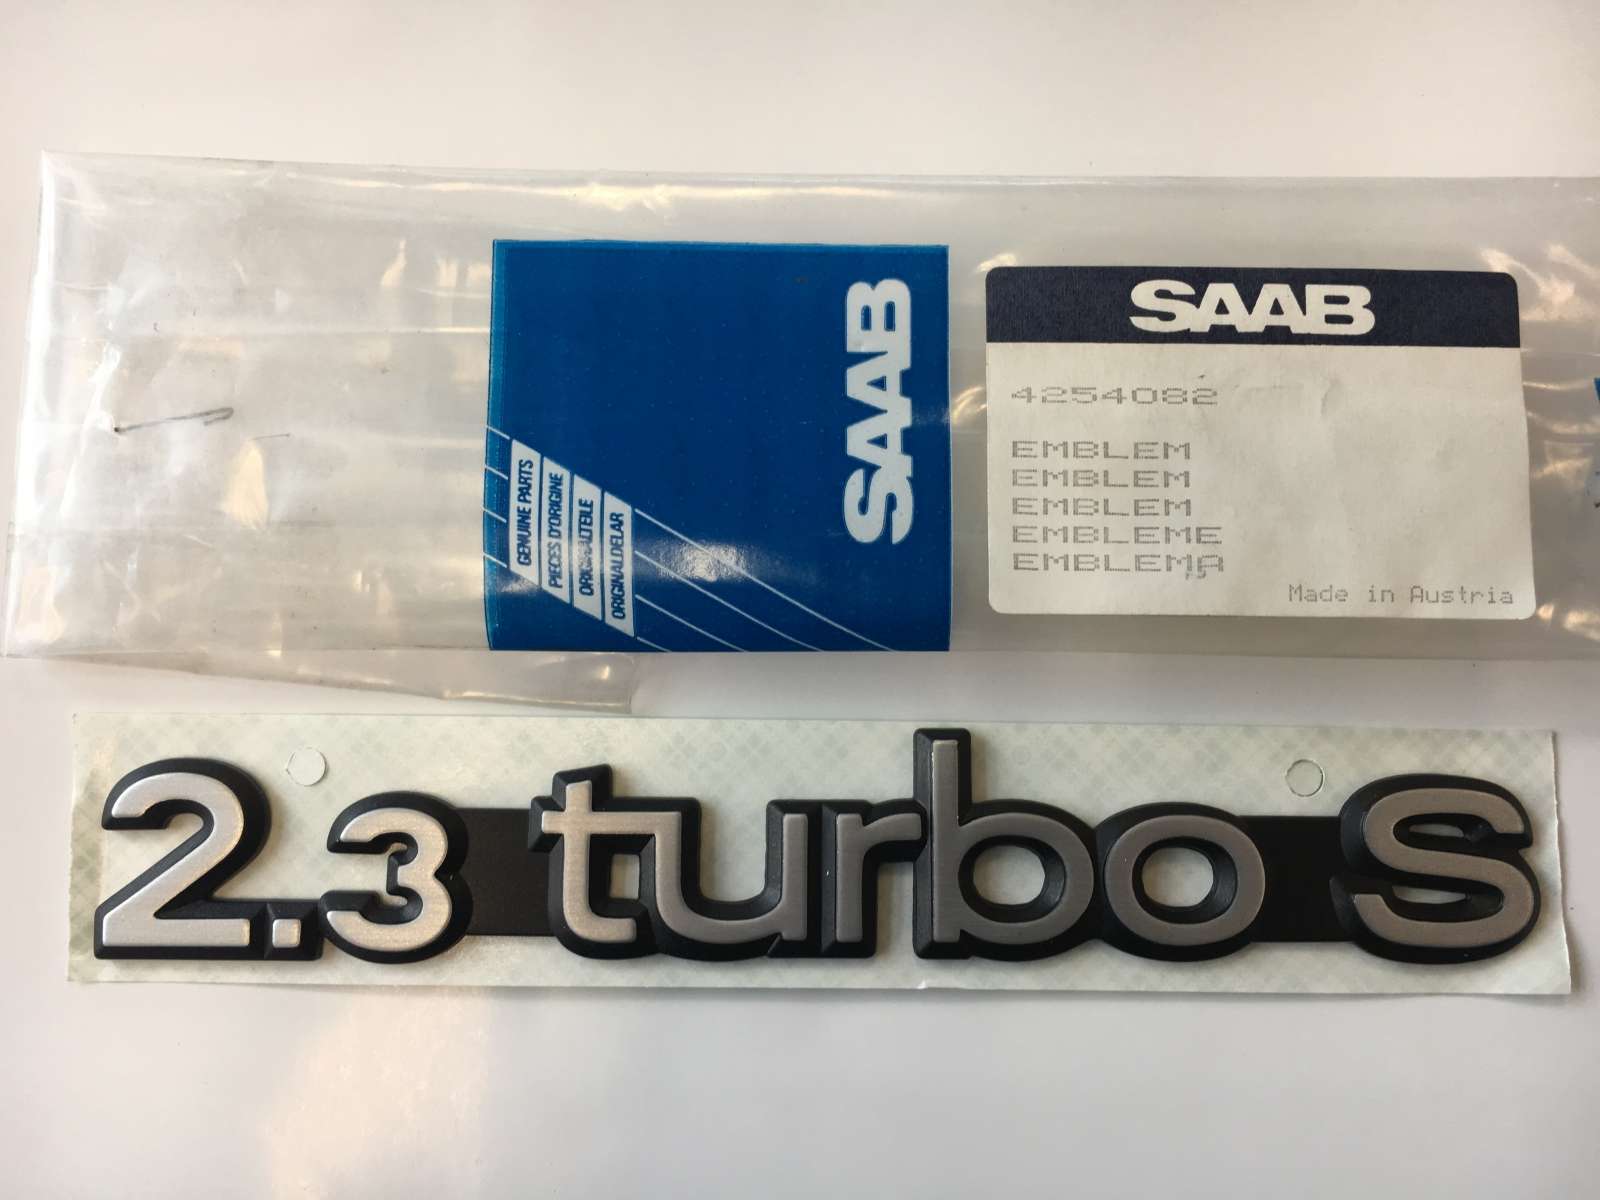 SAAB
GENUINE PARTS
PIECES D'ORIGINE
ORIGINALTEILE
ORIGINALDELAR
SAAB
4254082
EMBLEM
EMBLEM
EMBLEM
EMBLEME
EMBLEMA
Made in Austria
2.3 turbo S